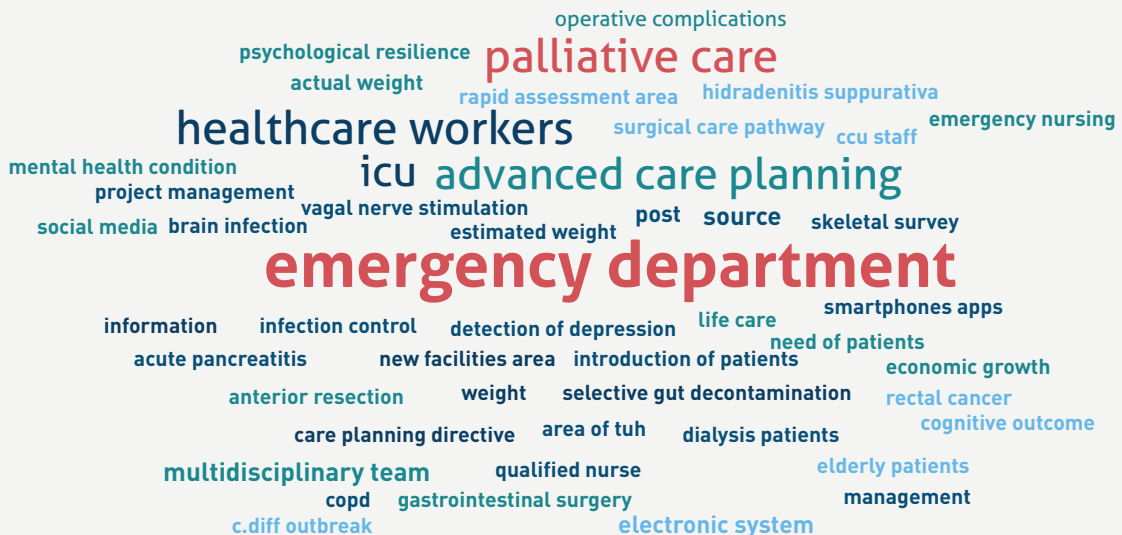 operative complications
psychological resilience palliative care
actual weight rapid assessment area hidradenitis suppurativa
healthcare workers surgical care pathway ccu staff emergency nursing
mental health condition icu advanced care planning
project management
vagal nerve stimulation post source skeletal survey
social media brain infection estimated weight
emergency department
smartphones apps
information infection control detection of depression life care
need of patients
acute pancreatitis new facilities area introduction of patients economic growth
anterior resection weight selective gut decontamination rectal cancer
care planning directive area of tuh dialysis patients cognitive outcome
multidisciplinary team qualified nurse elderly patients
copd gastrointestinal surgery management
c.diff outbreak electronic system